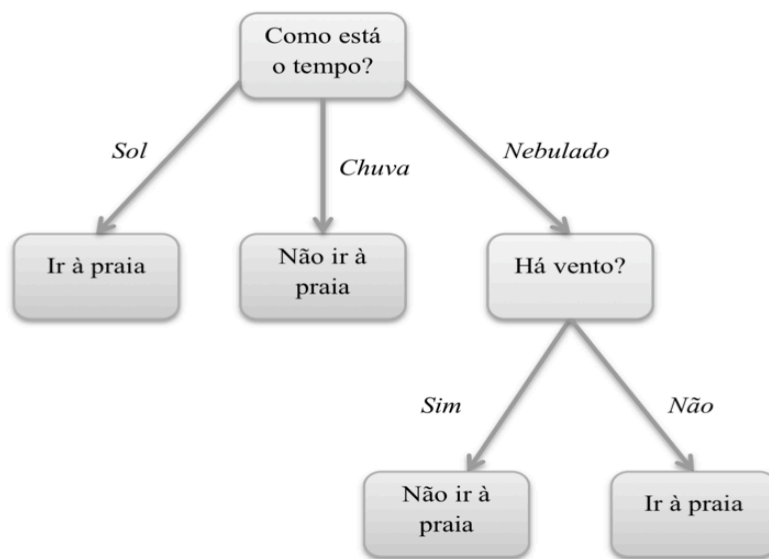 Como está
o tempo?
Sol
Chuva
Nebulado
Ir à praia
Não ir à
praia
Há vento?
Sim
Não
Não ir à
praia
Ir à praia